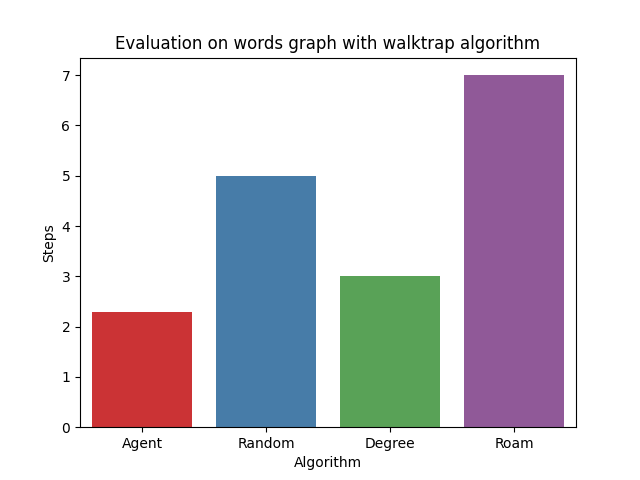 Evaluation on words graph with walktrap algorithm
7
6
5
4
3
2
1
0
Steps
Agent Random Degree Roam
Algorithm